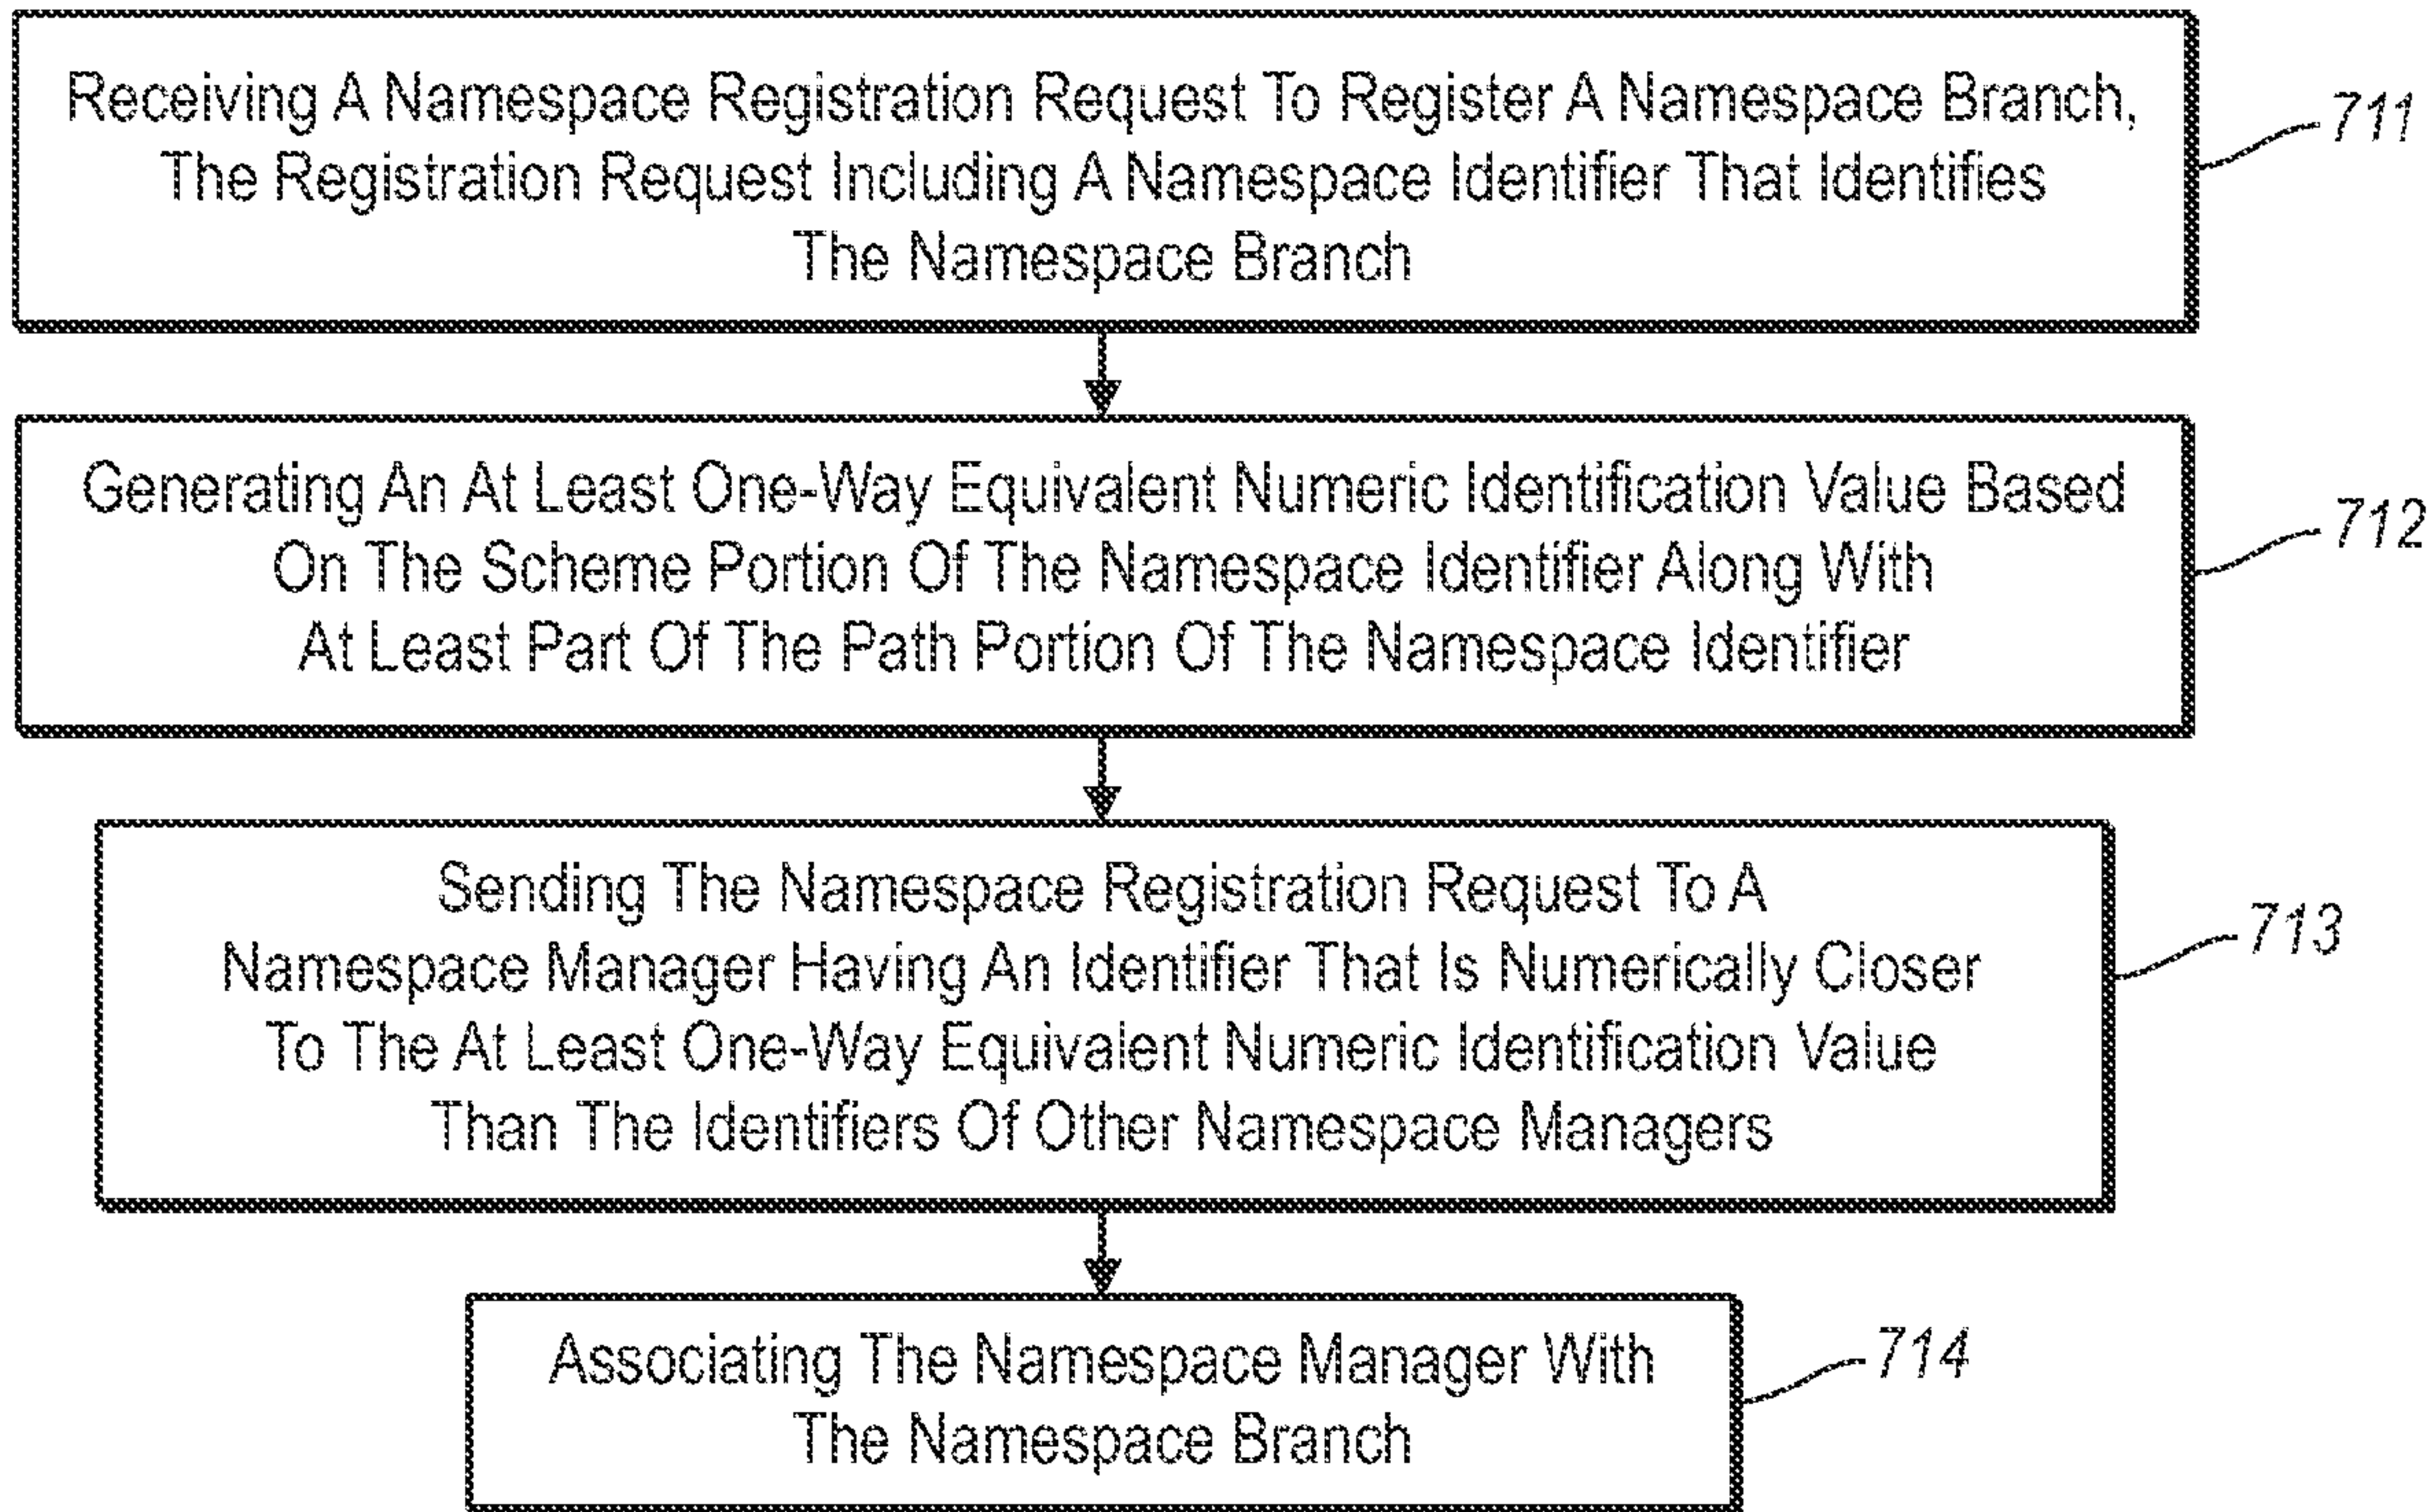 Receiving A Namespace Registration Request To Register A Namespace Branch,
The Registration Request Including A Namespace Identifier That Identifies
The Namespace Branch
711
Generating An At Least One-Way Equivalent Numeric Identification Value Based
On The Scheme Portion Of The Namespace Identifier Along With
At Least Part Of The Path Portion Of The Namespace Identifier
712
Sending The Namespace Registration Request To A
Namespace Manager Having An Identifier That Is Numerically Closer
To The At Least One-Way Equivalent Numeric Identification Value
Than The Identifiers Of Other Namespace Managers
713
Associating The Namespace Manager With
The Namespace Branch
714